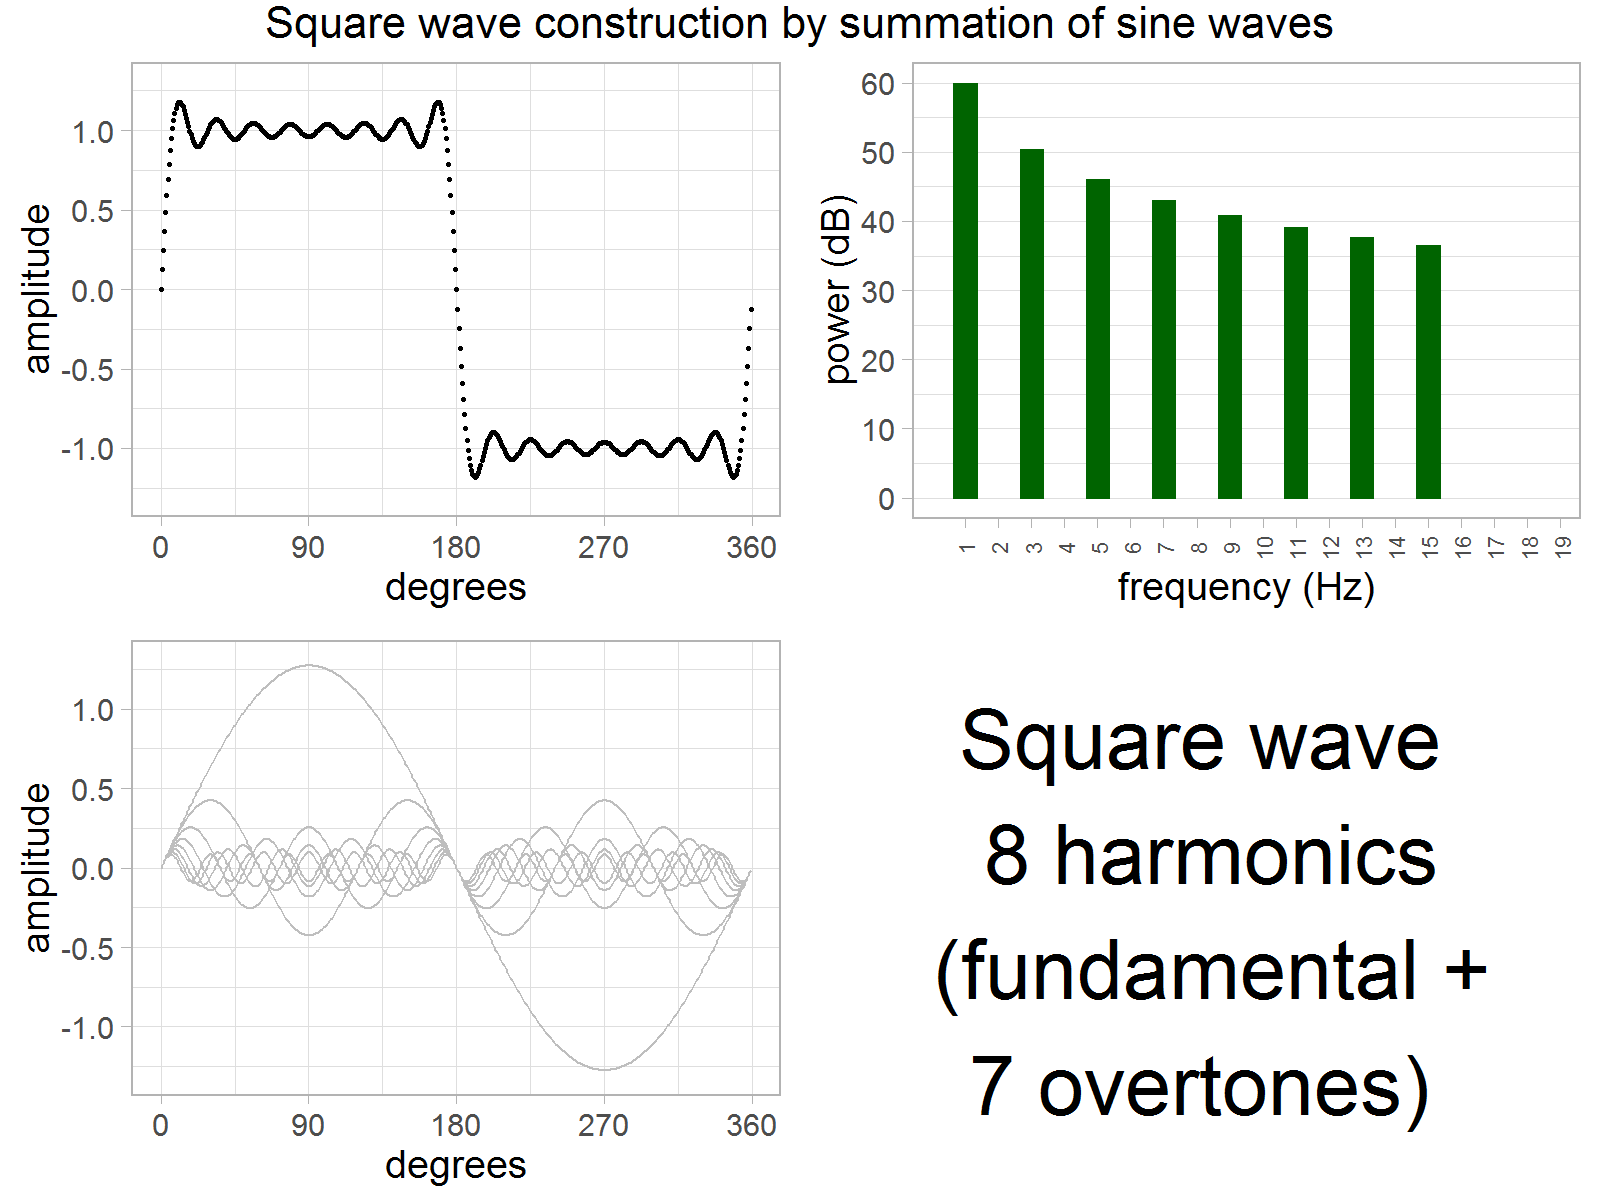 Square wave construction by summation of sine waves
amplitude
1.0
0.5
0.0
-0.5
-1.0
0 90 180 270 360
degrees
power (dB)
60
50
40
30
20
10
0
1 2 3 4 5 6 7 8 9 10 11 12 13 14 15 16 17 18 19
frequency (Hz)
amplitude
1.0
0.5
0.0
-0.5
-1.0
0 90 180 270 360
degrees
Square wave
8 harmonics
(fundamental +
7 overtones)